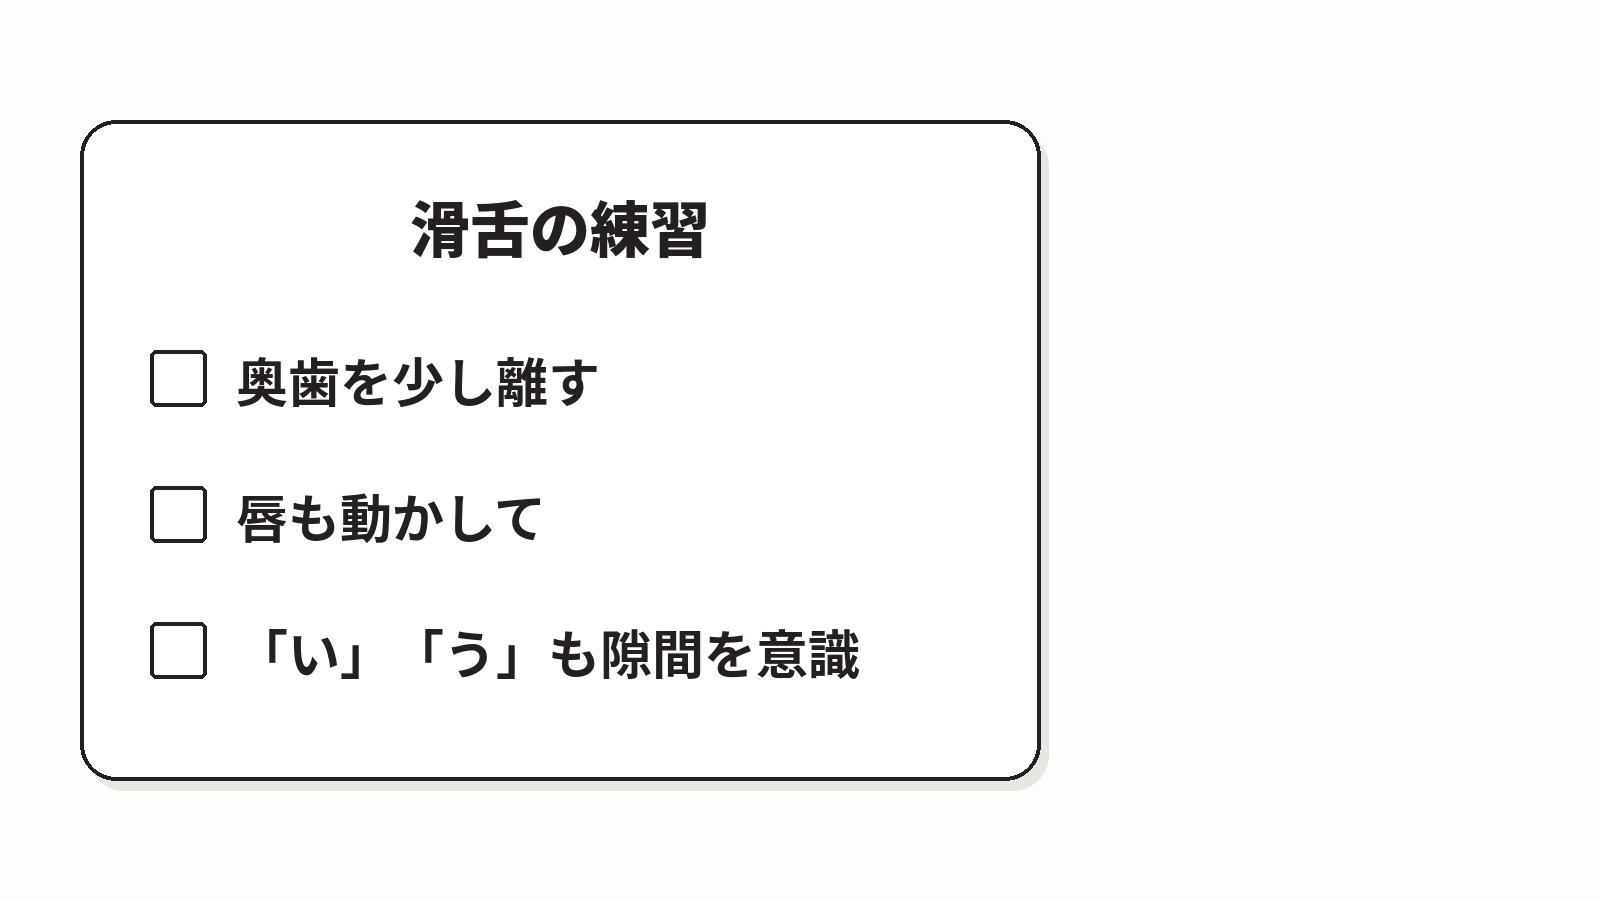 滑舌の練習
奥歯を少し離す
唇も動かして
「い」「う」も隙間を意識